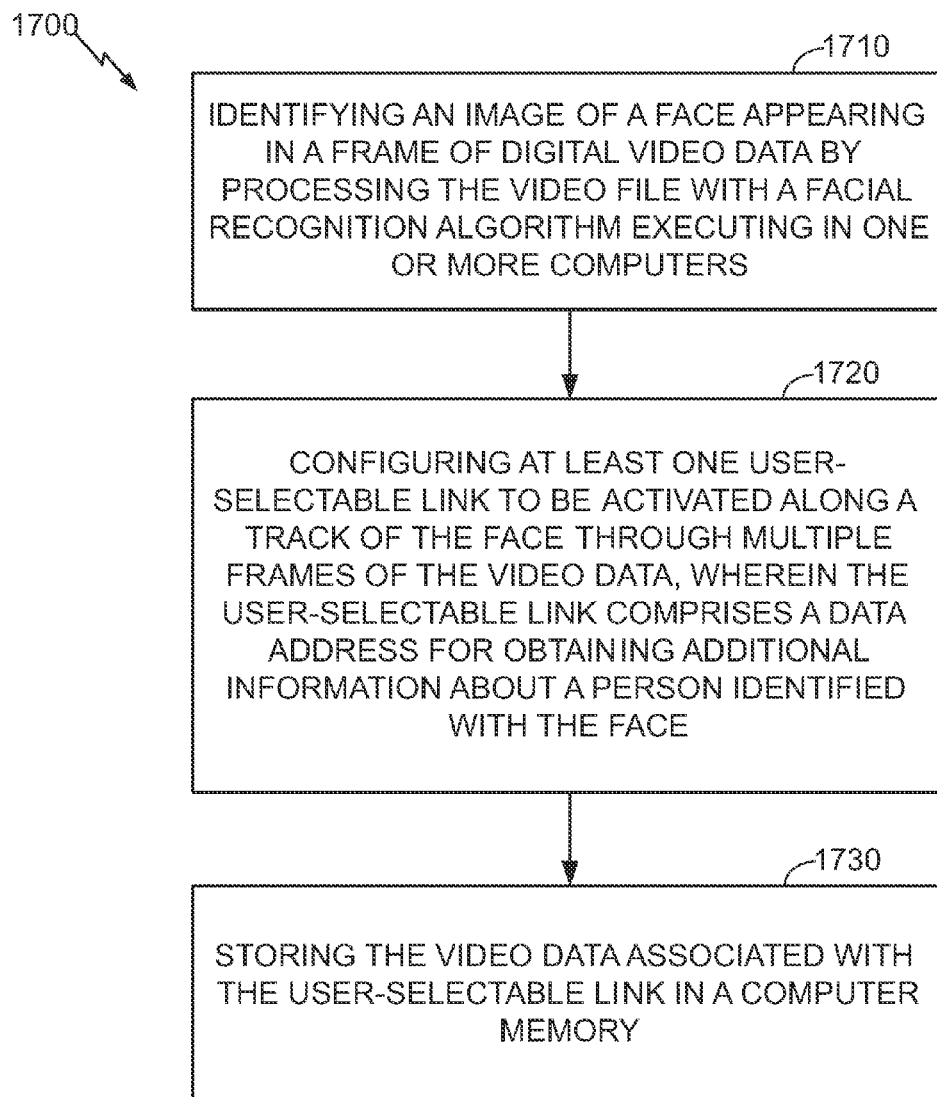 1700
1710
IDENTIFYING AN IMAGE OF A FACE APPEARING
IN A FRAME OF DIGITAL VIDEO DATA BY
PROCESSING THE VIDEO FILE WITH A FACIAL
RECOGNITION ALGORITHM EXECUTING IN ONE
OR MORE COMPUTERS
1720
CONFIGURING AT LEAST ONE USER-
SELECTABLE LINK TO BE ACTIVATED ALONG A
TRACK OF THE FACE THROUGH MULTIPLE
FRAMES OF THE VIDEO DATA, WHEREIN THE
USER-SELECTABLE LINK COMPRISES A DATA
ADDRESS FOR OBTAINING ADDITIONAL
INFORMATION ABOUT A PERSON IDENTIFIED
WITH THE FACE
1730
STORING THE VIDEO DATA ASSOCIATED WITH
THE USER-SELECTABLE LINK IN A COMPUTER
MEMORY